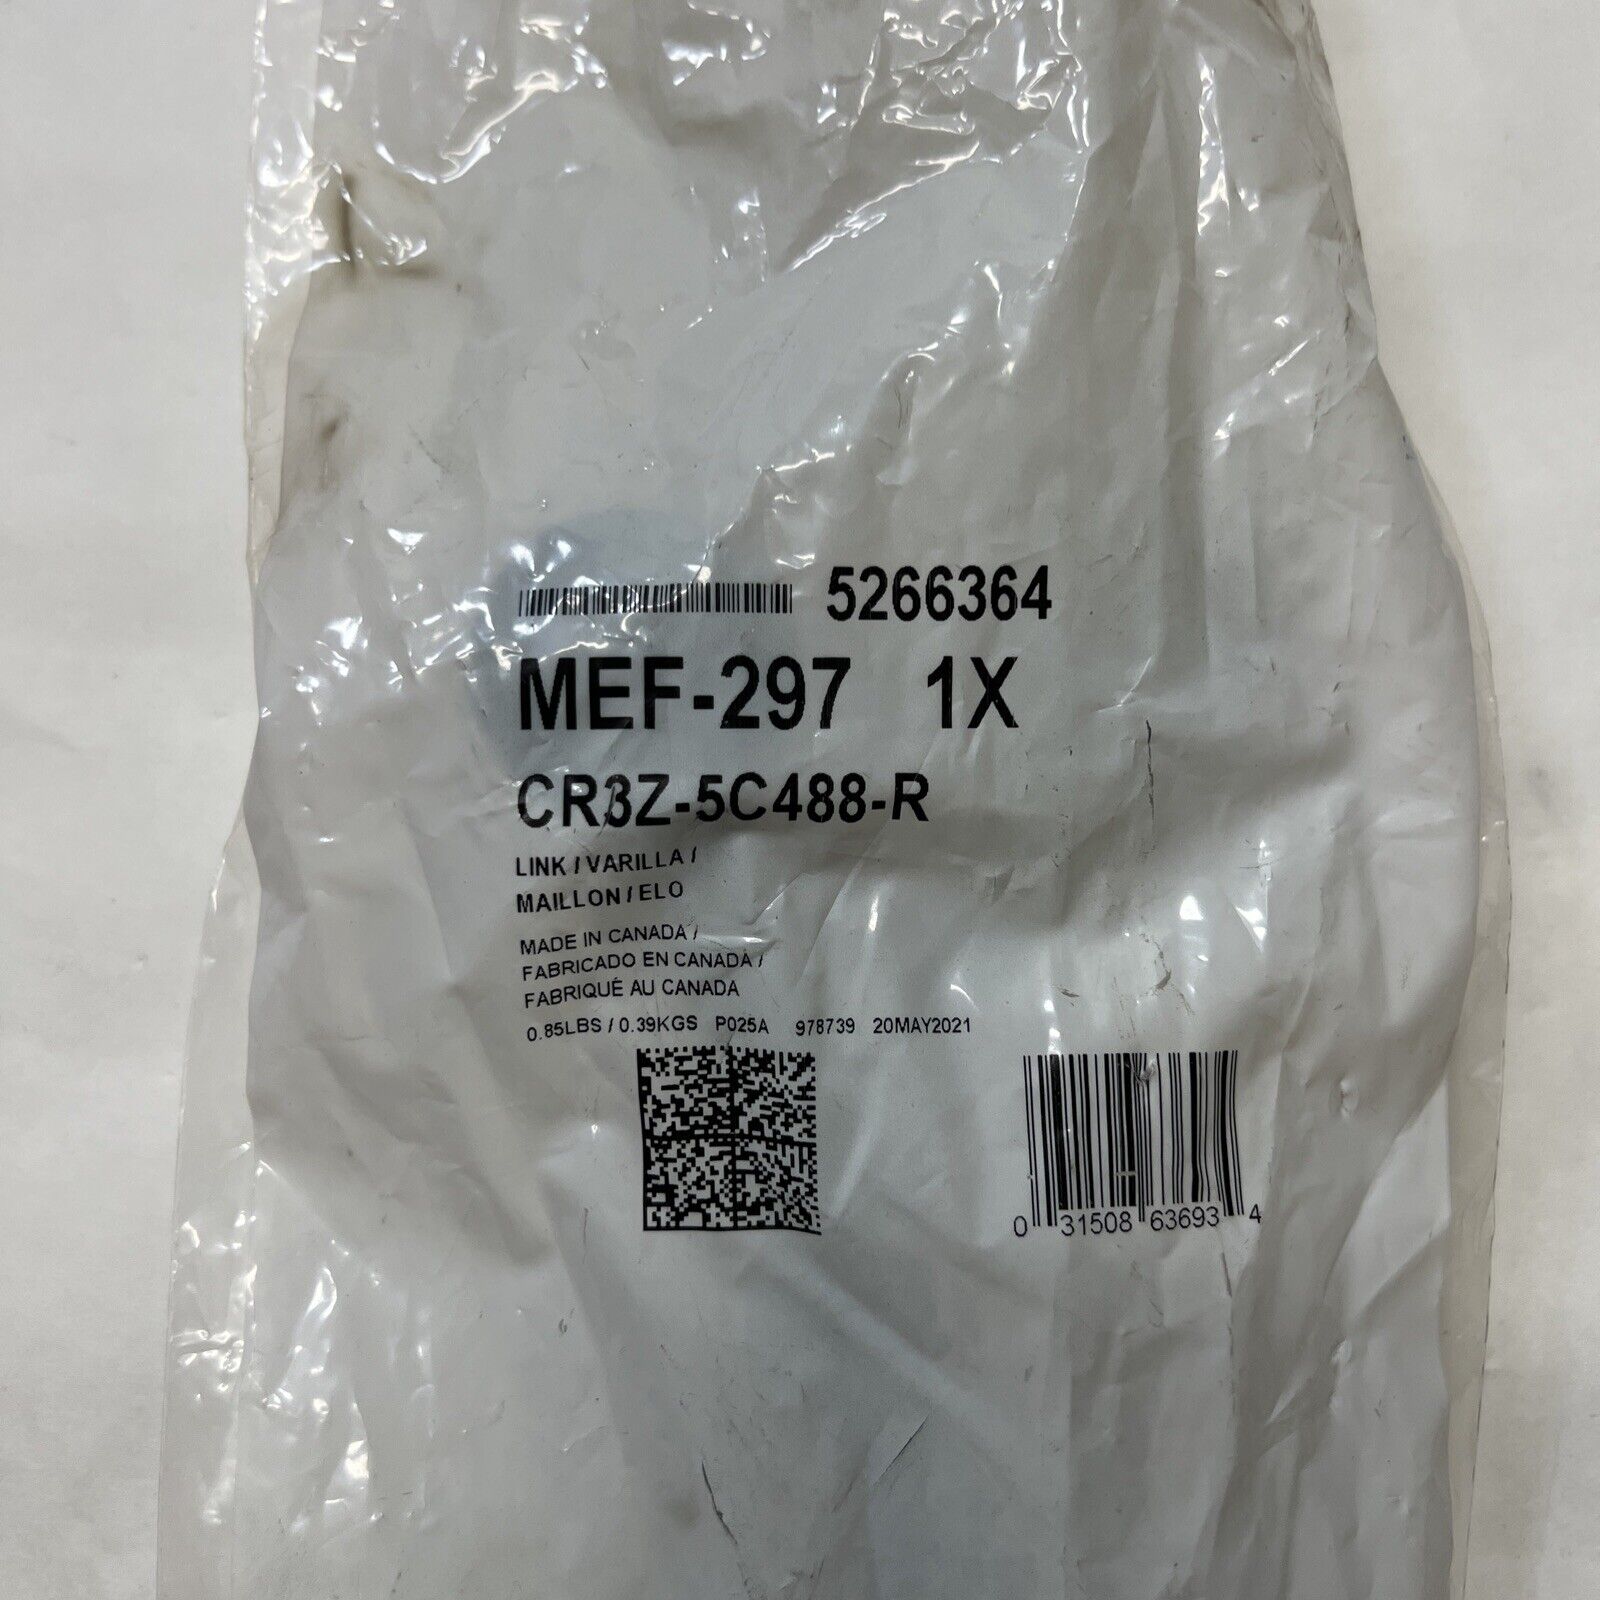 5266364
MEF-297 1X
CR3Z-5C488-R
LINK / VARILLA /
MAILLON / ELO
MADE IN CANADA /
FABRICADO EN CANADA /
FABRIQUÉ AU CANADA
0.85LBS / 0.39KGS P025A 978739 20MAY2021
0 31508 63693 4